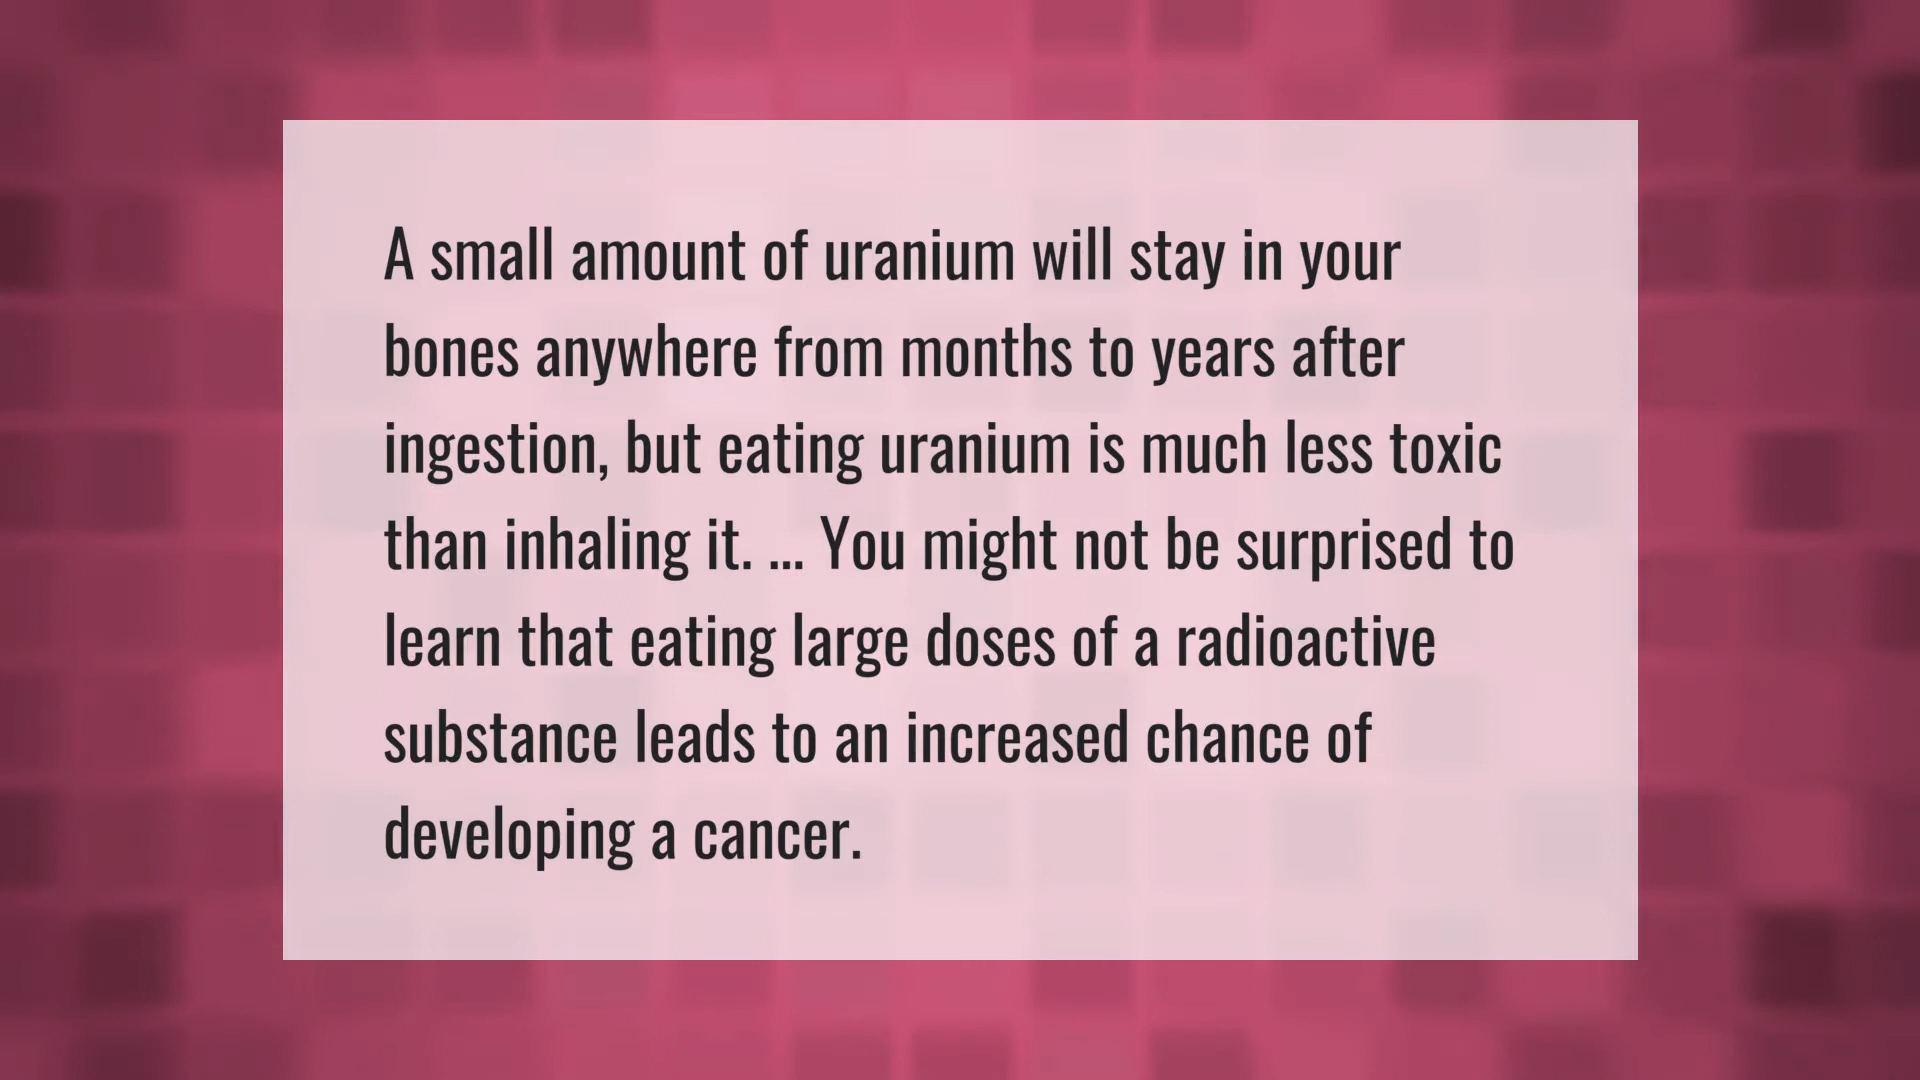 A small amount of uranium will stay in your
bones anywhere from months to years after
ingestion, but eating uranium is much less toxic
than inhaling it. ... You might not be surprised to
learn that eating large doses of a radioactive
substance leads to an increased chance of
developing a cancer.